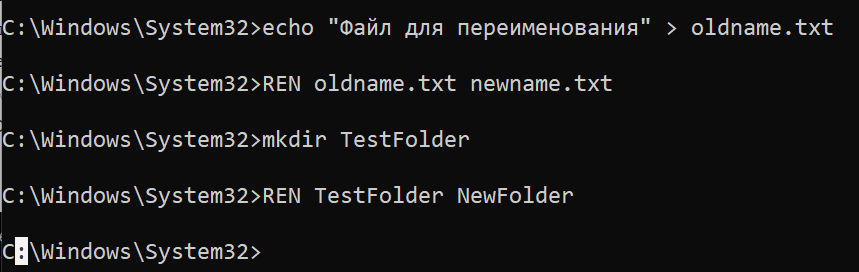 C:\Windows\System32>echo "Файл для переименования" > oldname.txt
C:\Windows\System32>REN oldname.txt newname.txt
C:\Windows\System32>mkdir TestFolder
C:\Windows\System32>REN TestFolder NewFolder
C:\Windows\System32>